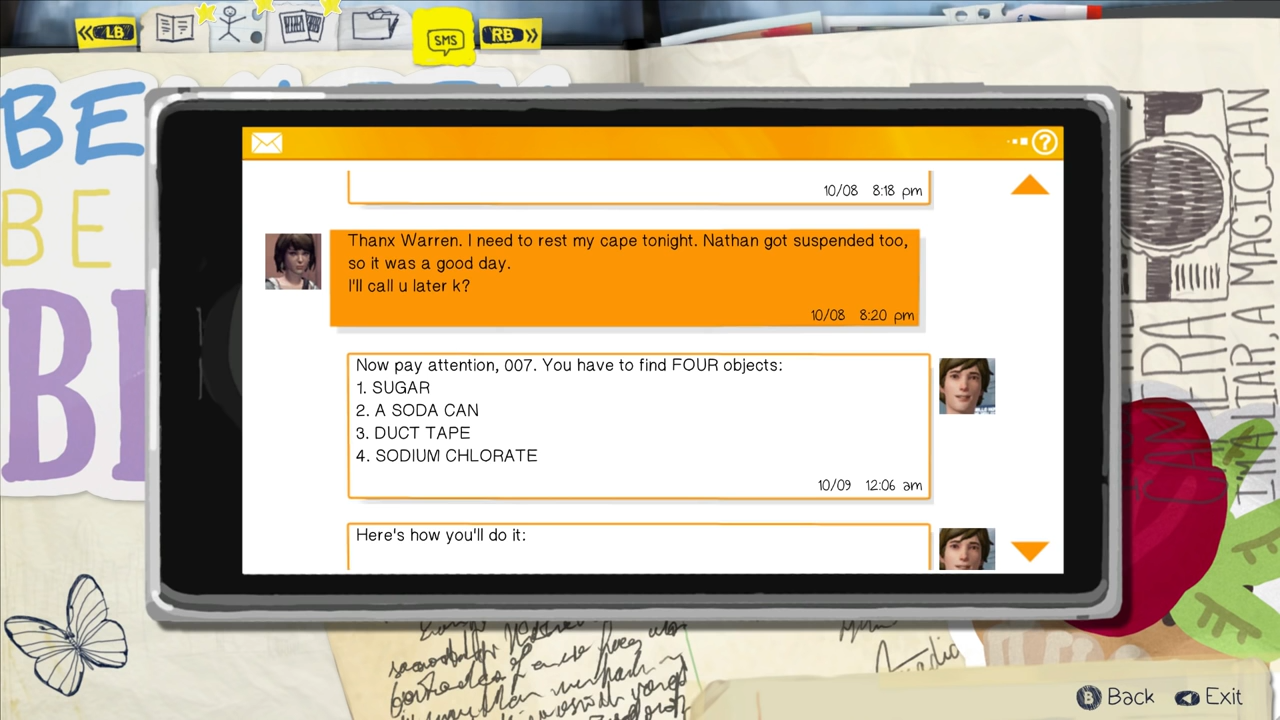 LB
SMS
RB
10/08 8:18 pm
Thanx Warren. I need to rest my cape tonight. Nathan got suspended too,
so it was a good day.
I'll call u later k?
10/08 8:20 pm
Now pay attention, 007. You have to find FOUR objects:
1. SUGAR
2. A SODA CAN
3. DUCT TAPE
4. SODIUM CHLORATE
10/09 12:06 am
Here's how you'll do it:
BE
BE
CAMERA
LIAR, A MAGICIAN
B Back
Exit